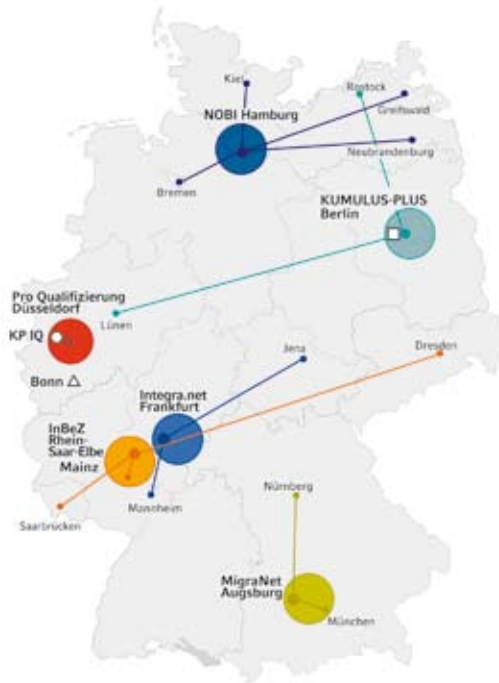 Kiel
Rostock
NOBI Hamburg
Greifswald
Neubrandenburg
Bremen
KUMULUS-PLUS
Berlin
Pro Qualifizierung
Düsseldorf
Lünen
KP IQ
Jena
Dresden
Bonn
Integra.net
Frankfurt
InBeZ
Rhein-
Saar-Elbe
Mainz
Nürnberg
Mannheim
Saarbrücken
MigraNet
Augsburg
München